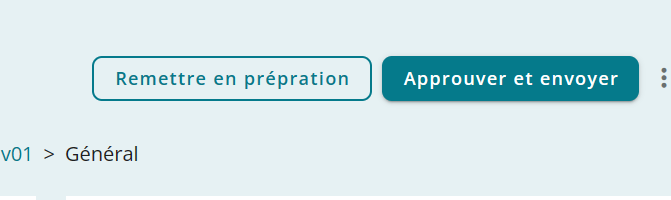 Remettre en prépration Approuver et envoyer
v01 > Général